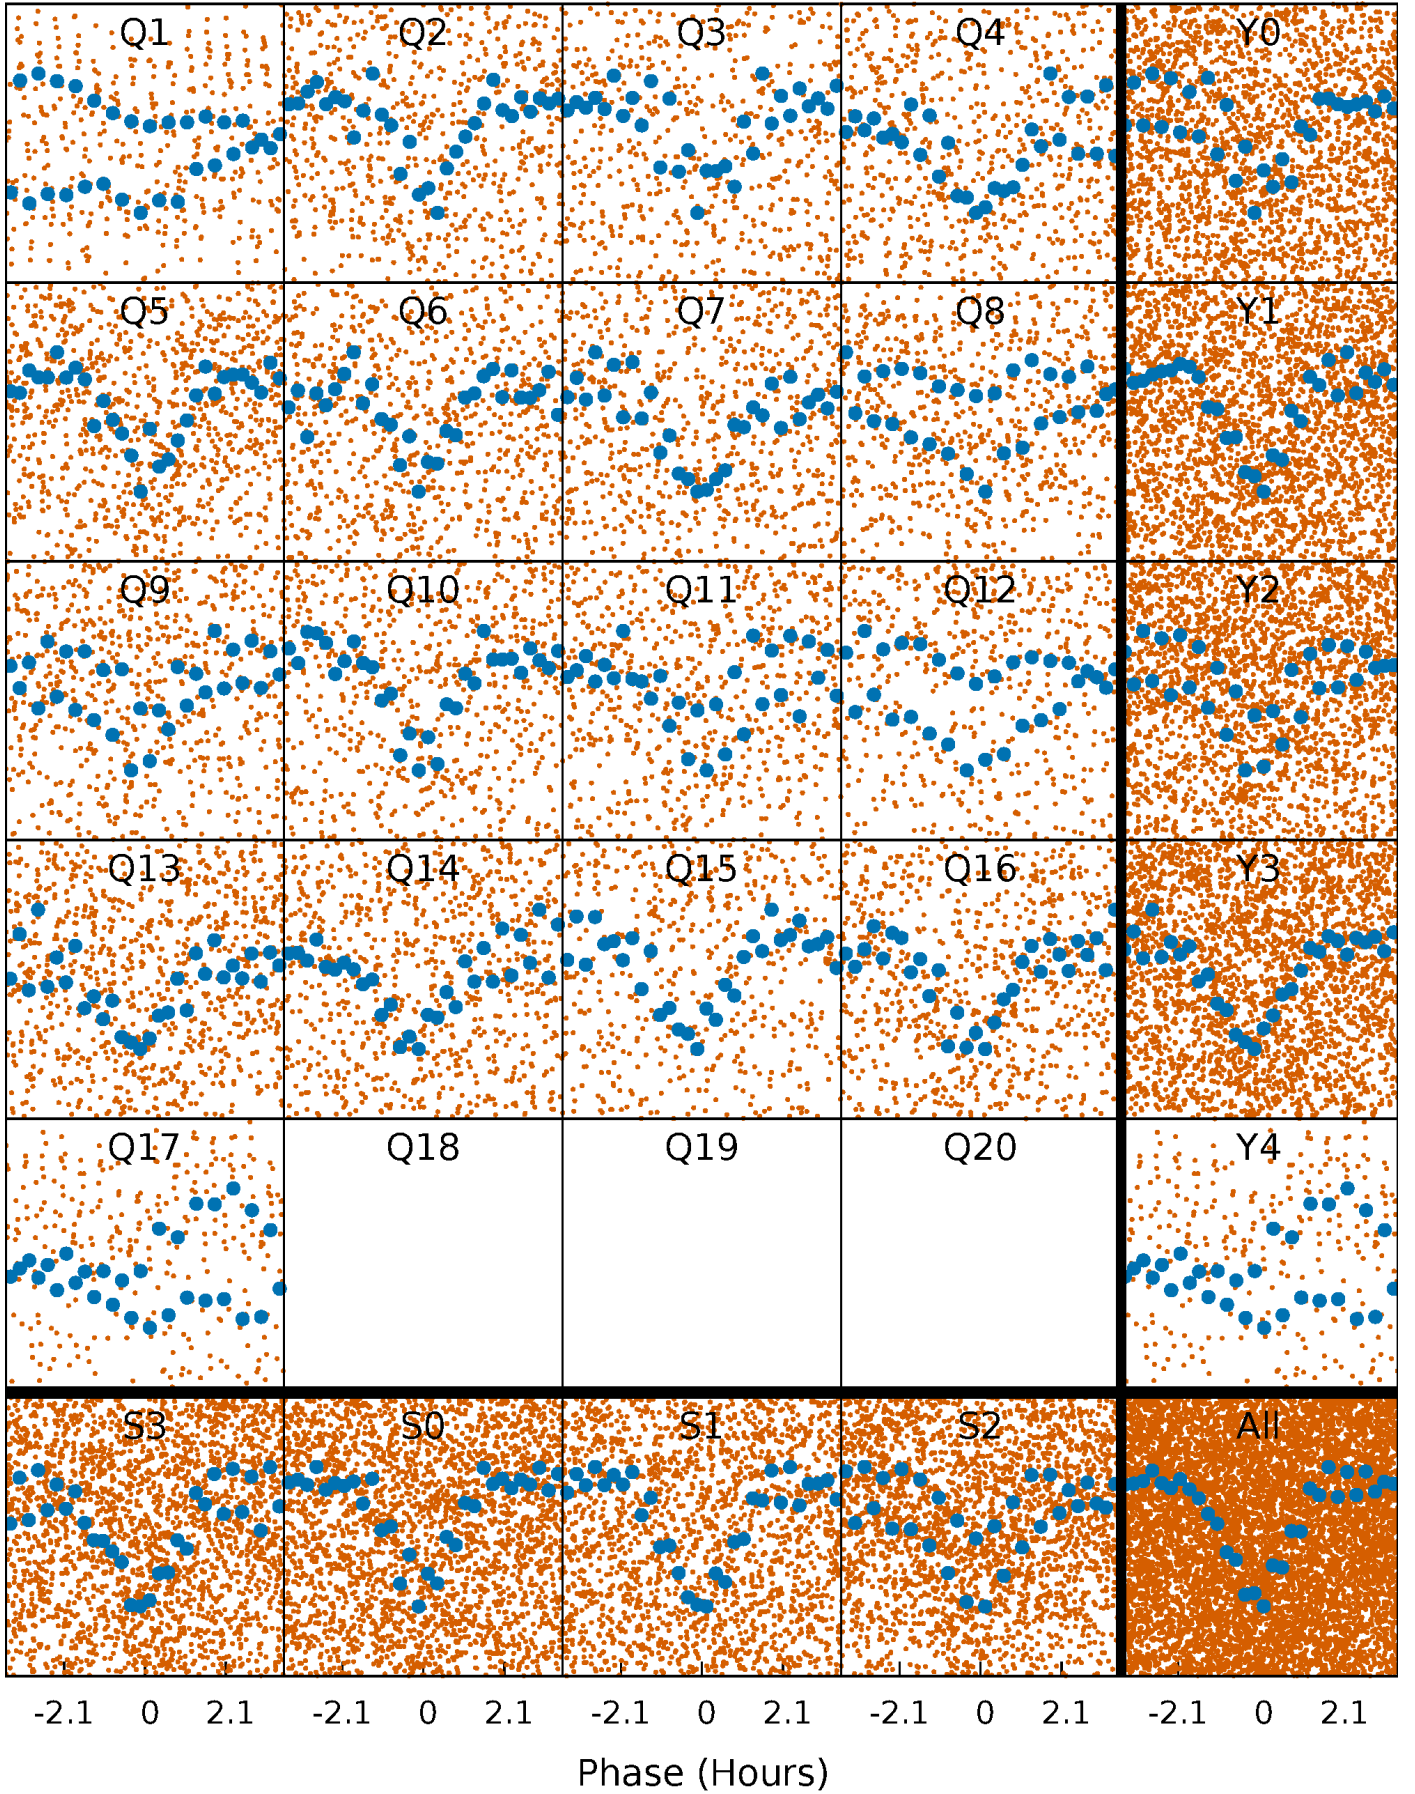 Q1 Q2 Q3 Q4 Y0
Q5 Q6 Q7 Q8 Y1
Q9 Q10 Q11 Q12 Y2
Q13 Q14 Q15 Q16 Y3
Q17 Q18 Q19 Q20 Y4
S3 S0 S1 S2 All
-2.1 0 2.1 -2.1 0 2.1 -2.1 0 2.1 -2.1 0 2.1 -2.1 0 2.1
Phase (Hours)